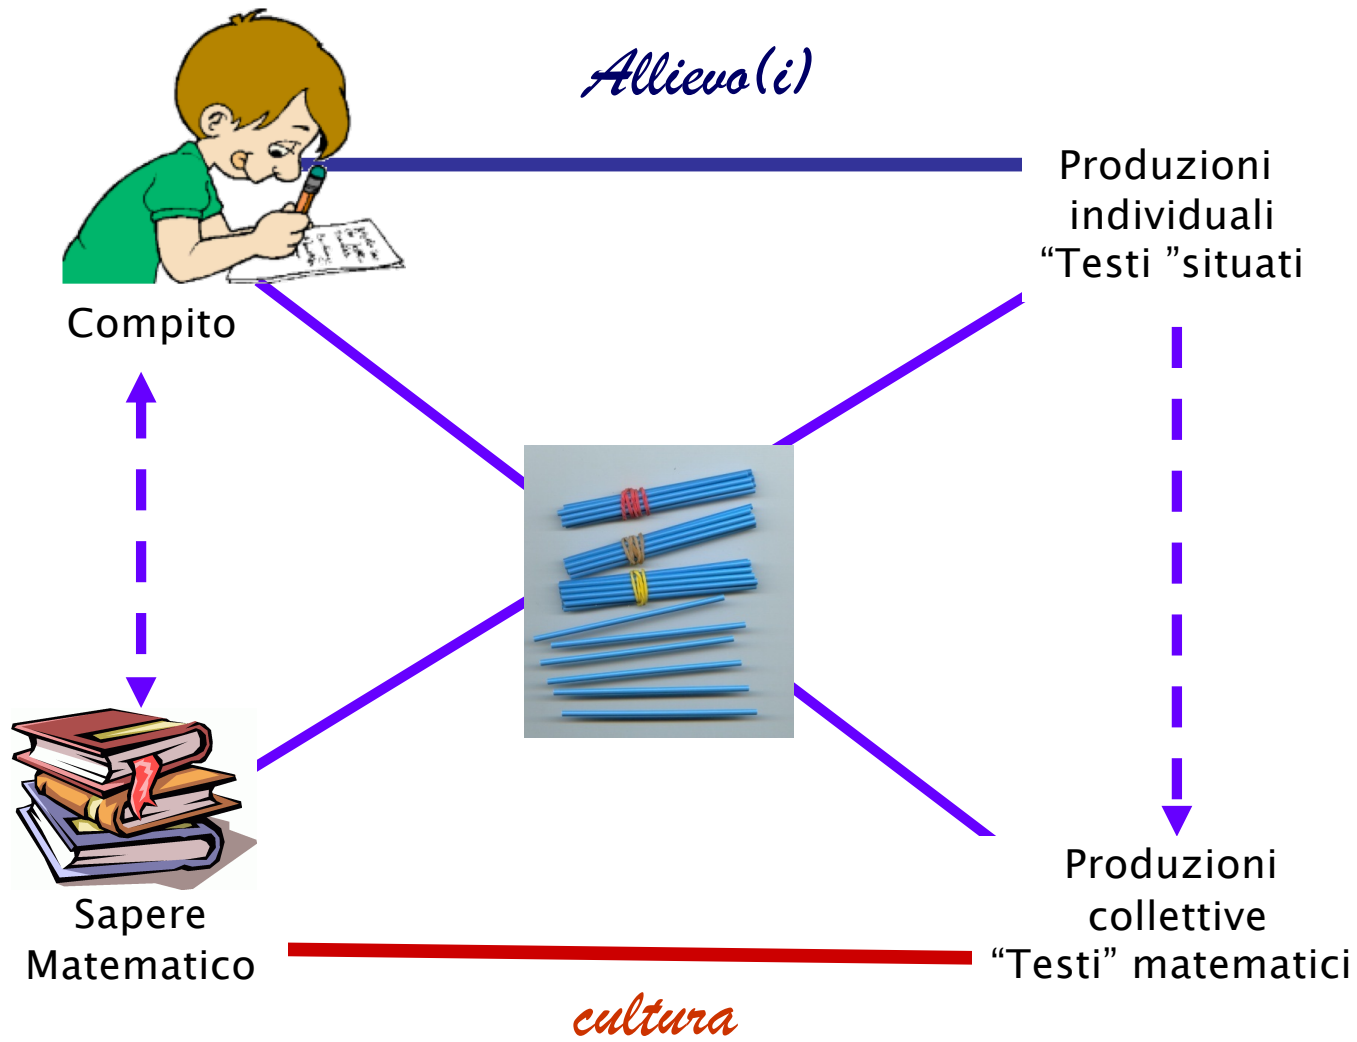 Allievo(i)
Produzioni
individuali
“Testi ”situati
Compito
Sapere
Matematico
Produzioni
collettive
“Testi” matematici
cultura